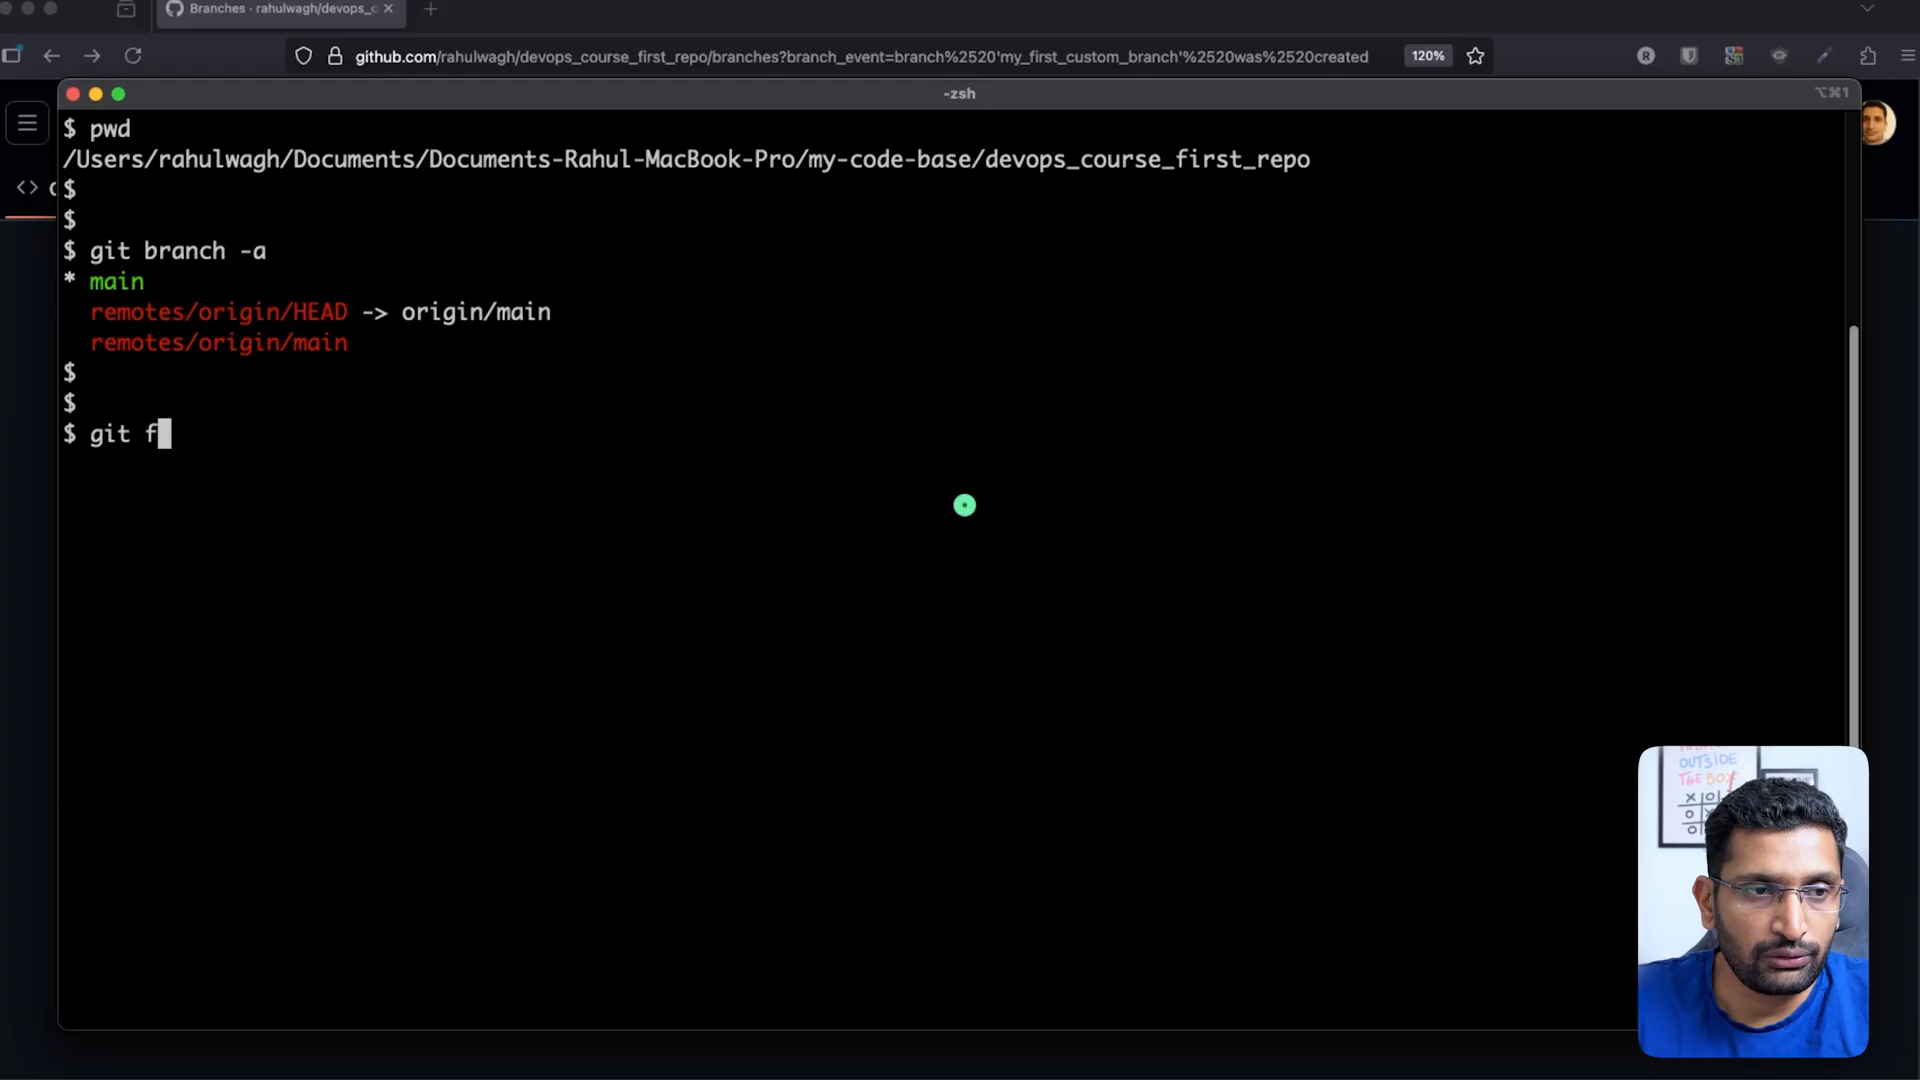 Branches · rahulwagh/devops_c
github.com/rahulwagh/devops_course_first_repo/branches?branch_event=branch%2520'my_first_custom_branch'%2520was%2520created
120%
R
-zsh
⌥⌘1
$ pwd
/Users/rahulwagh/Documents/Documents-Rahul-MacBook-Pro/my-code-base/devops_course_first_repo
$
$
$ git branch -a
* main
remotes/origin/HEAD -> origin/main
remotes/origin/main
$
$
$ git f
OUTSIDE
THE BOX